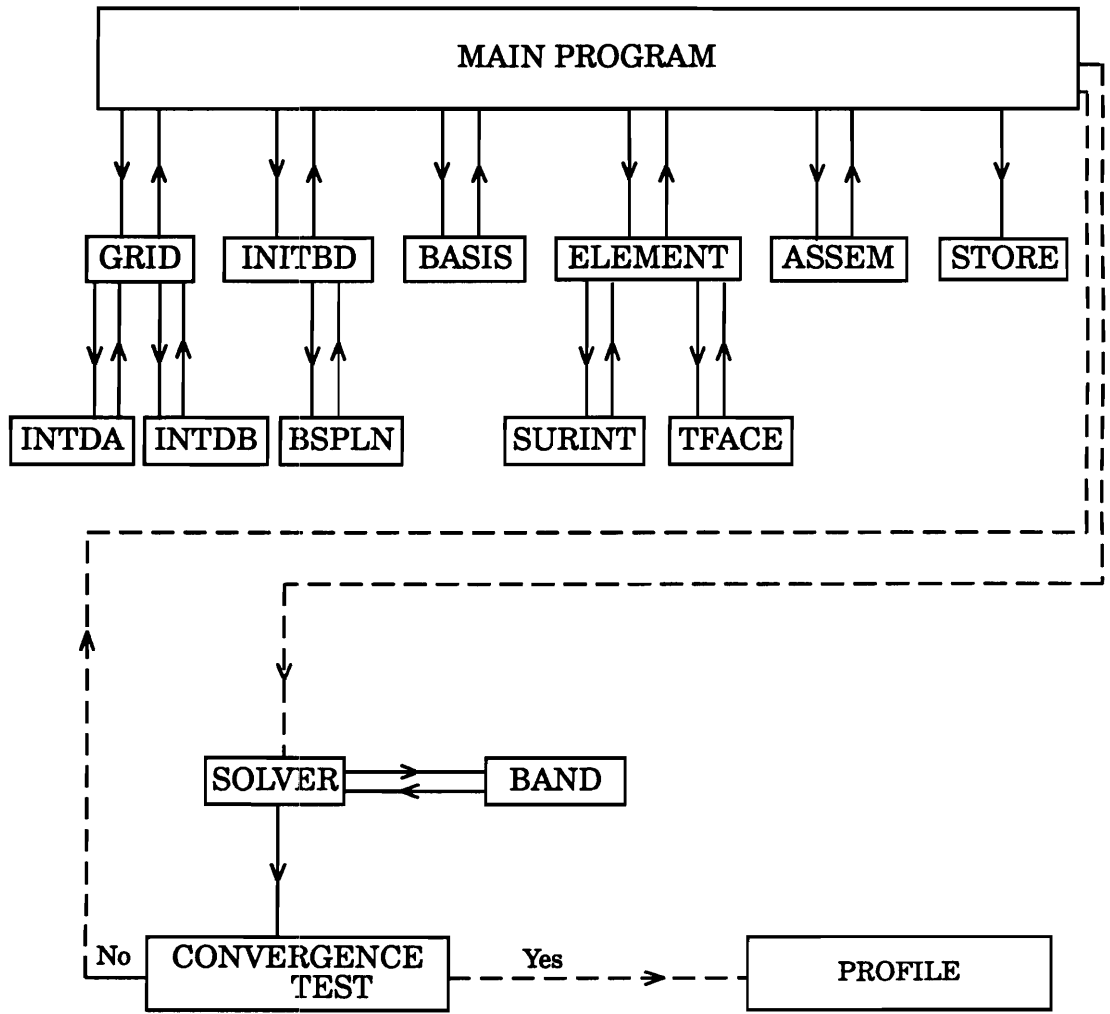 MAIN PROGRAM
GRID
INITBD
BASIS
ELEMENT
ASSEM
STORE
INTDA
INTDB
BSPLN
SURINT
TFACE
SOLVER
BAND
No
CONVERGENCE
TEST
Yes
PROFILE